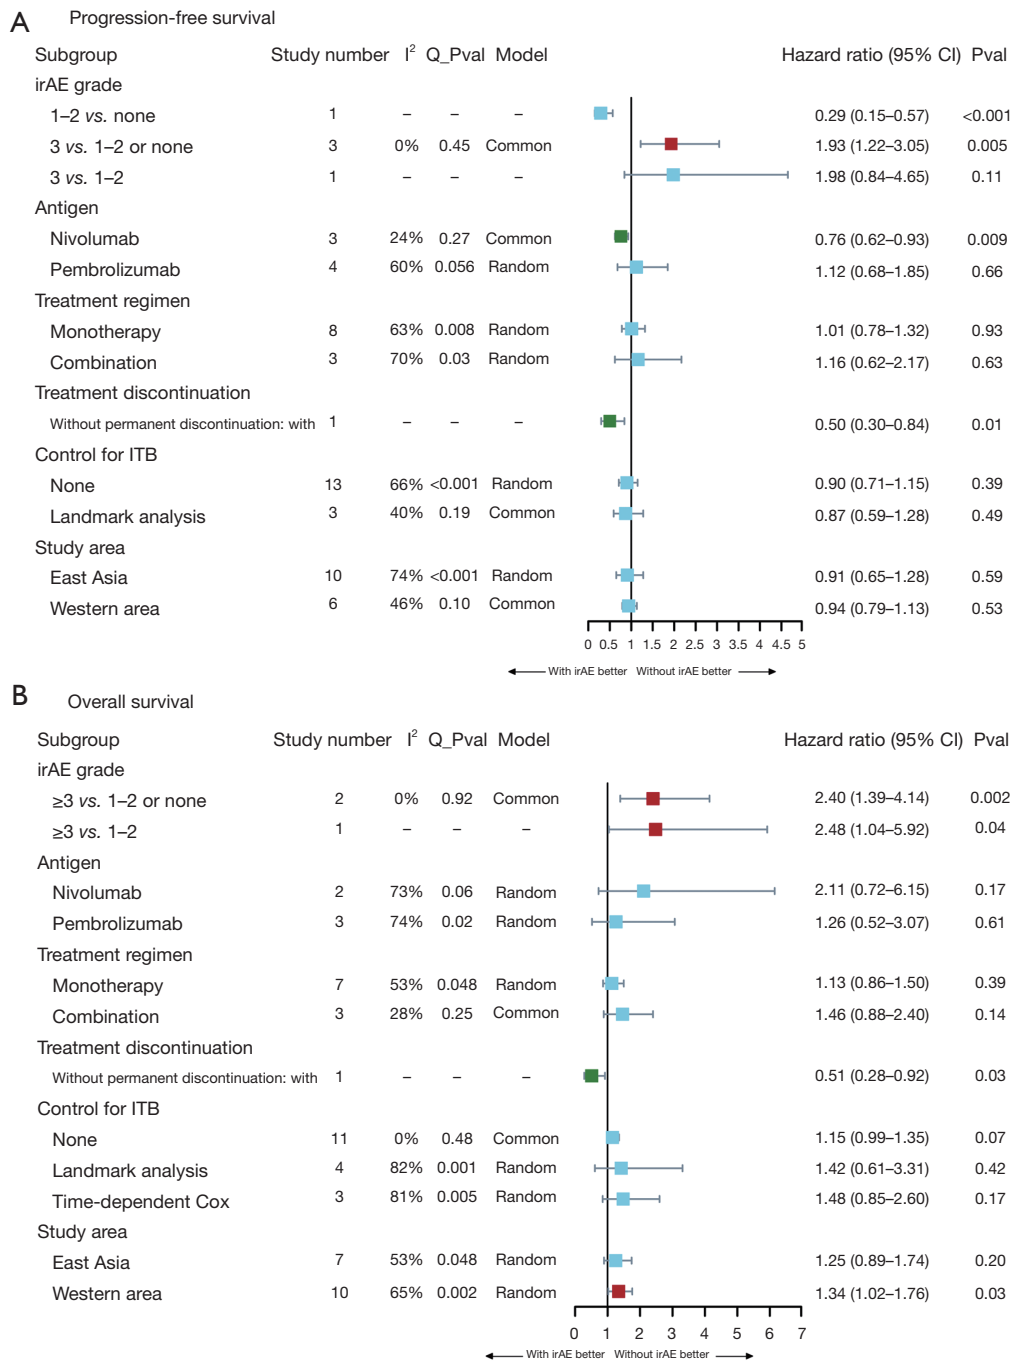 A Progression-free survival
Subgroup Study number I² Q_Pval Model Hazard ratio (95% CI) Pval
irAE grade
1–2 vs. none 1 – – – 0.29 (0.15–0.57) <0.001
3 vs. 1–2 or none 3 0% 0.45 Common 1.93 (1.22–3.05) 0.005
3 vs. 1–2 1 – – – 1.98 (0.84–4.65) 0.11
Antigen
Nivolumab 3 24% 0.27 Common 0.76 (0.62–0.93) 0.009
Pembrolizumab 4 60% 0.056 Random 1.12 (0.68–1.85) 0.66
Treatment regimen
Monotherapy 8 63% 0.008 Random 1.01 (0.78–1.32) 0.93
Combination 3 70% 0.03 Random 1.16 (0.62–2.17) 0.63
Treatment discontinuation
Without permanent discontinuation: with 1 – – – 0.50 (0.30–0.84) 0.01
Control for ITB
None 13 66% <0.001 Random 0.90 (0.71–1.15) 0.39
Landmark analysis 3 40% 0.19 Common 0.87 (0.59–1.28) 0.49
Study area
East Asia 10 74% <0.001 Random 0.91 (0.65–1.28) 0.59
Western area 6 46% 0.10 Common 0.94 (0.79–1.13) 0.53
0 0.5 1 1.5 2 2.5 3 3.5 4 4.5 5
With irAE better Without irAE better
B Overall survival
Subgroup Study number I² Q_Pval Model Hazard ratio (95% CI) Pval
irAE grade
≥3 vs. 1–2 or none 2 0% 0.92 Common 2.40 (1.39–4.14) 0.002
≥3 vs. 1–2 1 – – – 2.48 (1.04–5.92) 0.04
Antigen
Nivolumab 2 73% 0.06 Random 2.11 (0.72–6.15) 0.17
Pembrolizumab 3 74% 0.02 Random 1.26 (0.52–3.07) 0.61
Treatment regimen
Monotherapy 7 53% 0.048 Random 1.13 (0.86–1.50) 0.39
Combination 3 28% 0.25 Common 1.46 (0.88–2.40) 0.14
Treatment discontinuation
Without permanent discontinuation: with 1 – – – 0.51 (0.28–0.92) 0.03
Control for ITB
None 11 0% 0.48 Common 1.15 (0.99–1.35) 0.07
Landmark analysis 4 82% 0.001 Random 1.42 (0.61–3.31) 0.42
Time-dependent Cox 3 81% 0.005 Random 1.48 (0.85–2.60) 0.17
Study area
East Asia 7 53% 0.048 Random 1.25 (0.89–1.74) 0.20
Western area 10 65% 0.002 Random 1.34 (1.02–1.76) 0.03
0 1 2 3 4 5 6 7
With irAE better Without irAE better